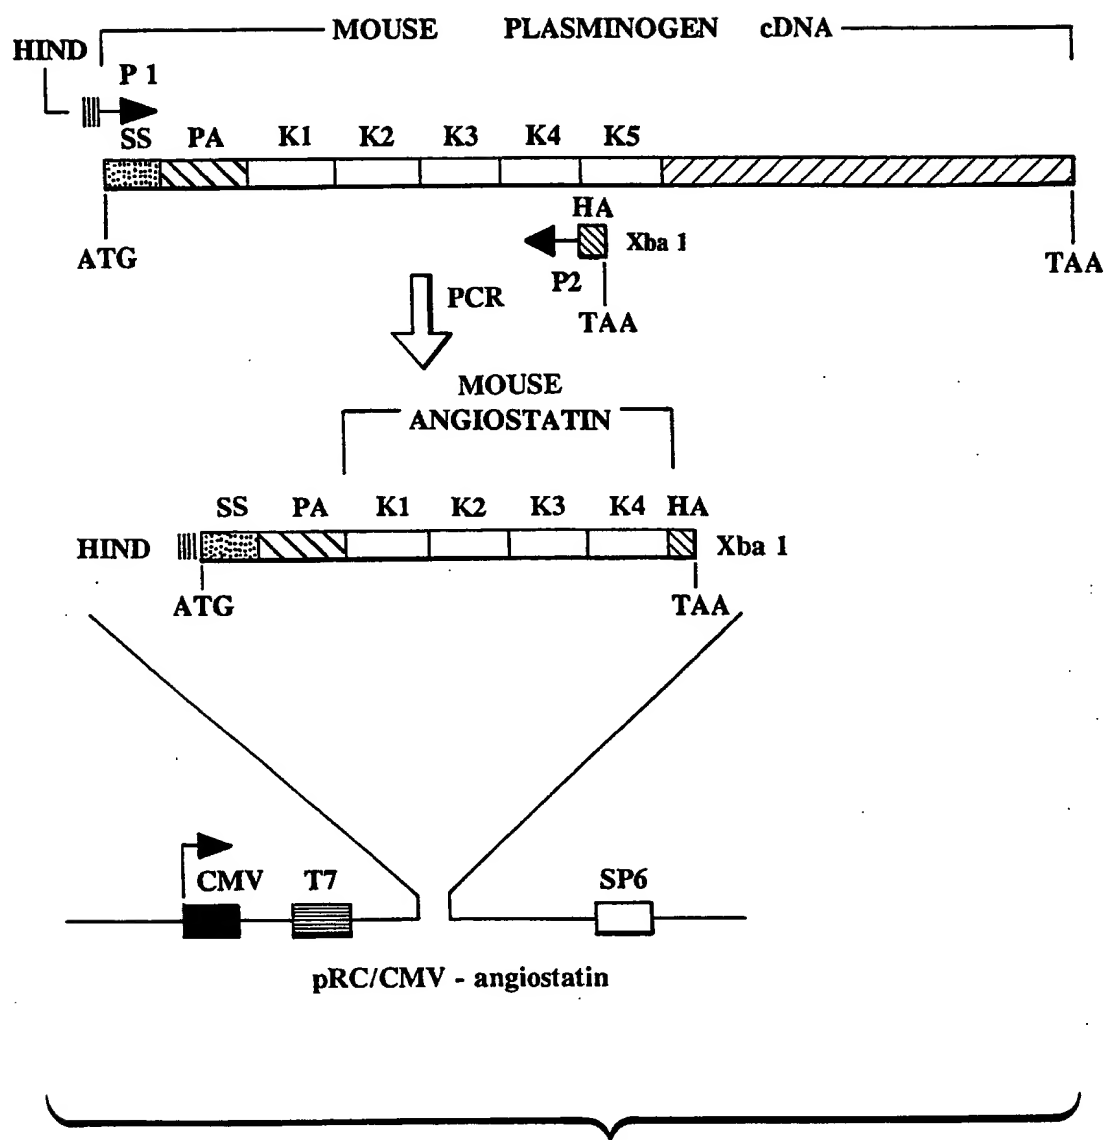 MOUSE PLASMINOGEN cDNA
HIND
P 1
SS PA K1 K2 K3 K4 K5
HA
Xba 1
ATG
P2
TAA
TAA
PCR
MOUSE
ANGIOSTATIN
SS PA K1 K2 K3 K4 HA
HIND
Xba 1
ATG
TAA
CMV T7 SP6
pRC/CMV - angiostatin